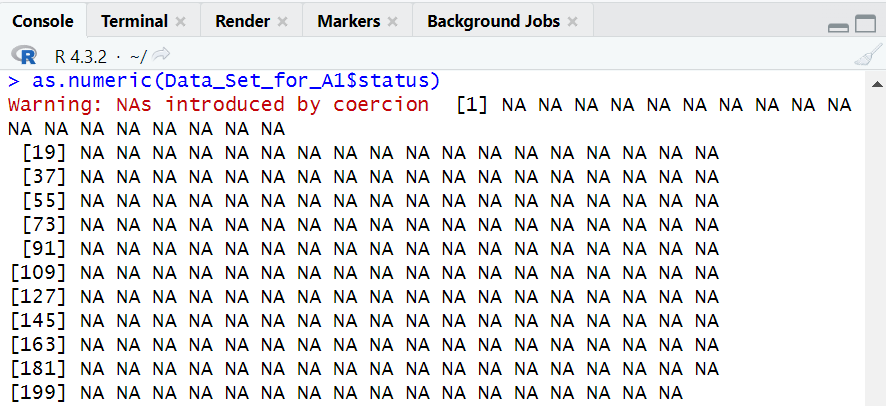 Console Terminal × Render × Markers × Background Jobs ×
R R 4.3.2 · ~/
> as.numeric(Data_Set_for_A1$status)
Warning: NAs introduced by coercion  [1] NA NA NA NA NA NA NA NA NA NA
NA NA NA NA NA NA NA NA
 [19] NA NA NA NA NA NA NA NA NA NA NA NA NA NA NA NA NA NA
 [37] NA NA NA NA NA NA NA NA NA NA NA NA NA NA NA NA NA NA
 [55] NA NA NA NA NA NA NA NA NA NA NA NA NA NA NA NA NA NA
 [73] NA NA NA NA NA NA NA NA NA NA NA NA NA NA NA NA NA NA
 [91] NA NA NA NA NA NA NA NA NA NA NA NA NA NA NA NA NA NA
[109] NA NA NA NA NA NA NA NA NA NA NA NA NA NA NA NA NA NA
[127] NA NA NA NA NA NA NA NA NA NA NA NA NA NA NA NA NA NA
[145] NA NA NA NA NA NA NA NA NA NA NA NA NA NA NA NA NA NA
[163] NA NA NA NA NA NA NA NA NA NA NA NA NA NA NA NA NA NA
[181] NA NA NA NA NA NA NA NA NA NA NA NA NA NA NA NA NA NA
[199] NA NA NA NA NA NA NA NA NA NA NA NA NA NA NA NA NA